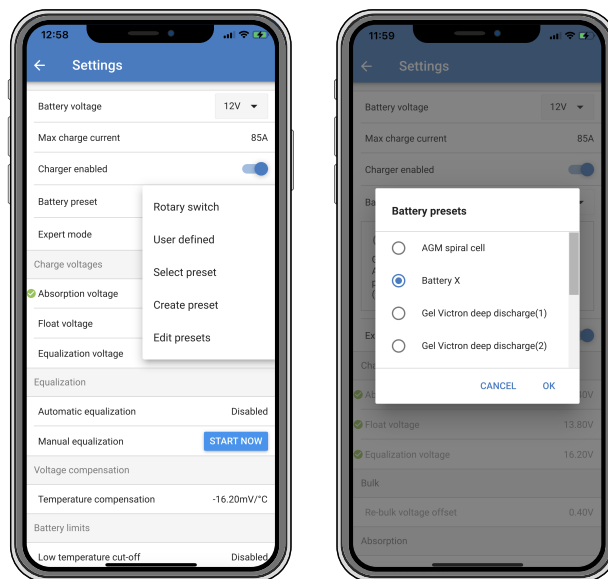 12:58
Settings
Battery voltage 12V
Max charge current 85A
Charger enabled
Battery preset
Rotary switch
User defined
Expert mode
Select preset
Charge voltages
Create preset
Absorption voltage
Float voltage
Edit presets
Equalization voltage
Equalization
Automatic equalization Disabled
Manual equalization START NOW
Voltage compensation
Temperature compensation -16.20mV/°C
Battery limits
Low temperature cut-off Disabled
11:59
Settings
Battery voltage 12V
Max charge current 85A
Charger enabled
Ba
Battery presets
AGM spiral cell
Battery X
Gel Victron deep discharge(1)
Gel Victron deep discharge(2)
CANCEL OK
Ex
Ch
Ab
Float voltage 13.80V
Equalization voltage 16.20V
Bulk
Re-bulk voltage offset 0.40V
Absorption